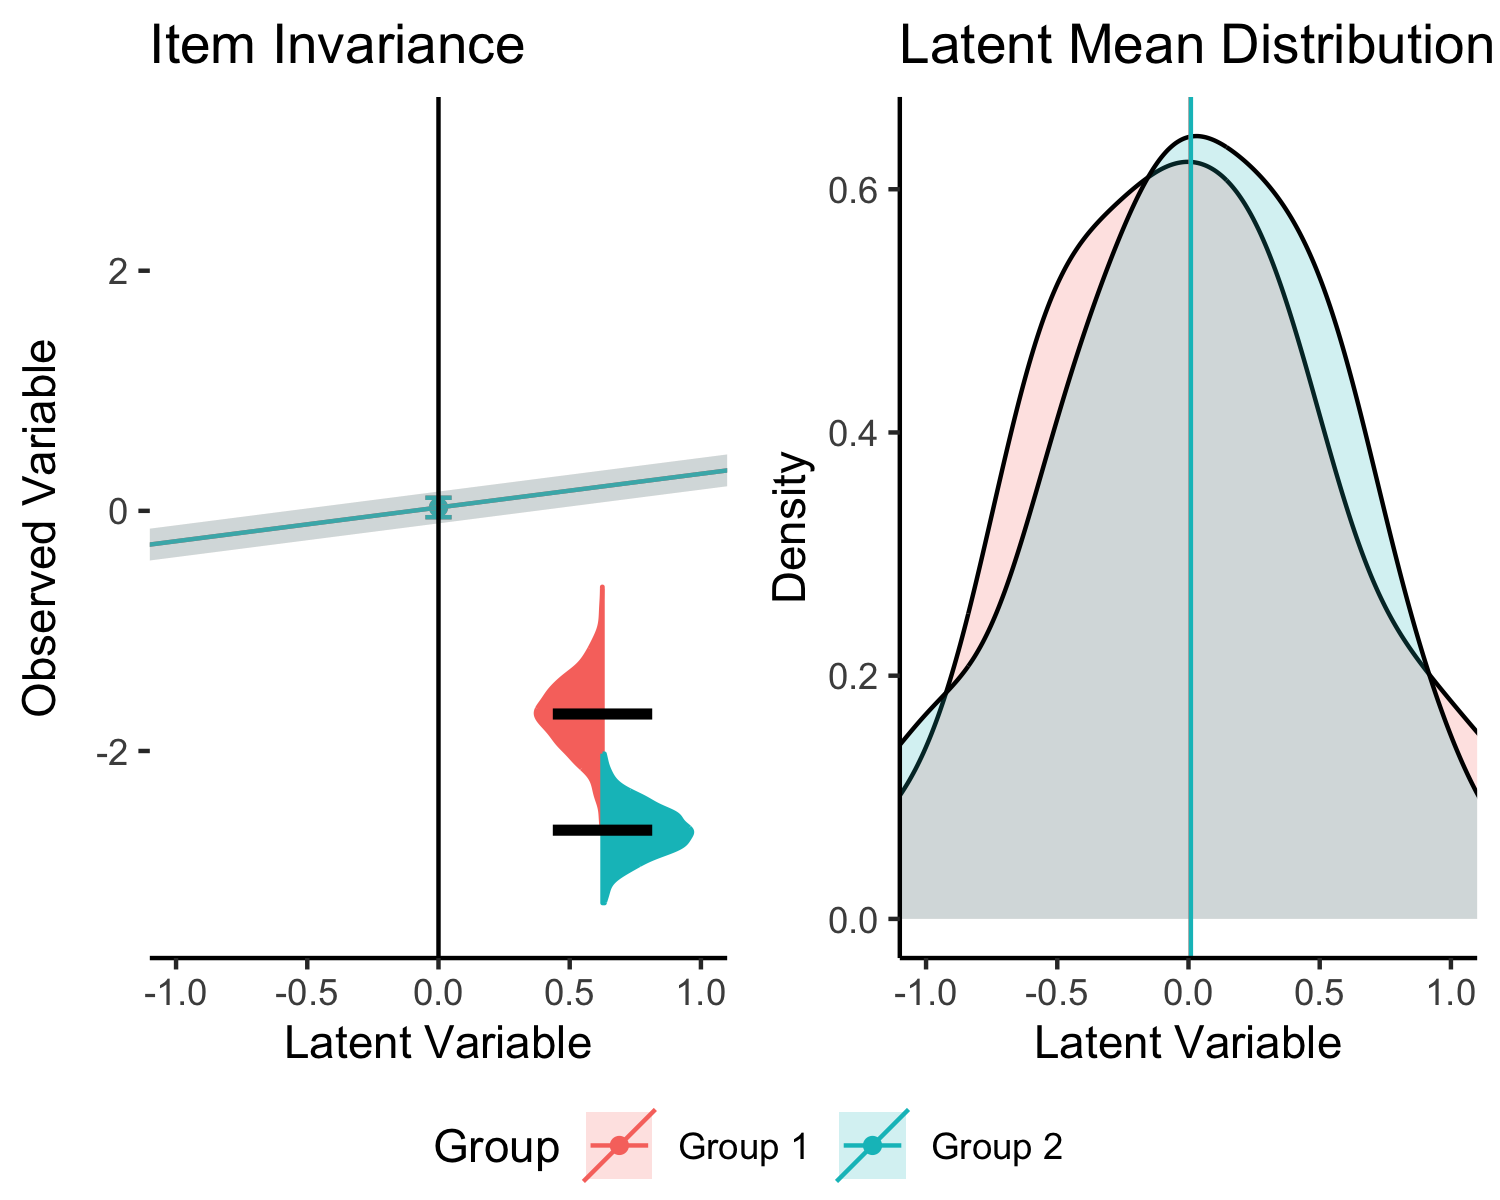 Item Invariance
Observed Variable
2
0
-2
-1.0 -0.5 0.0 0.5 1.0
Latent Variable
Latent Mean Distribution
Density
0.6
0.4
0.2
0.0
-1.0 -0.5 0.0 0.5 1.0
Latent Variable
Group Group 1 Group 2